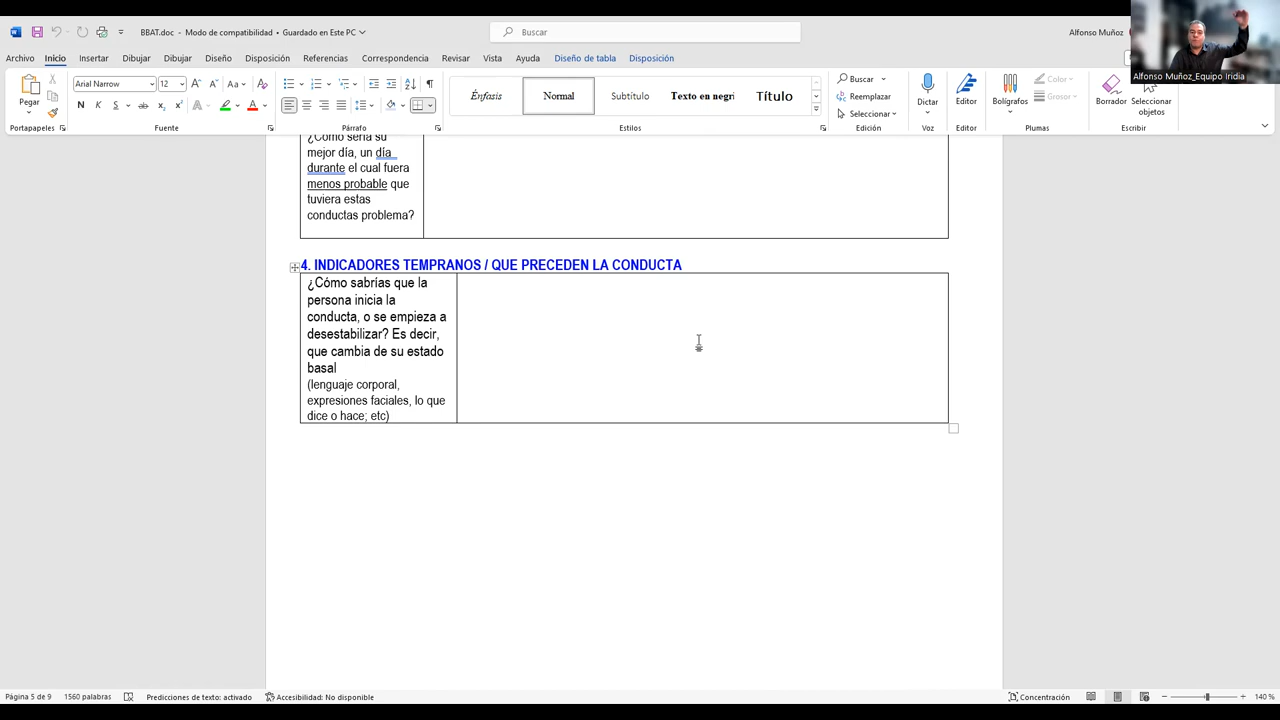 BBAT.doc - Modo de compatibilidad • Guardado en Este PC
Buscar
Alfonso Muñoz
Alfonso Muñoz_Equipo Iridia
Archivo Inicio Insertar Dibujar Dibujar Diseño Disposición Referencias Correspondencia Revisar Vista Ayuda Diseño de tabla Disposición
Pegar
Arial Narrow 12
Énfasis
Normal
Subtítulo
Texto en negri
Título
Buscar
Reemplazar
Seleccionar
Dictar
Editor
Bolígrafos
Color
Grosor
Borrador
Seleccionar
objetos
Portapapeles Fuente Párrafo Estilos Edición Voz Editor Plumas Escribir
¿Cómo sería su
mejor día, un día
durante el cual fuera
menos probable que
tuviera estas
conductas problema?
4. INDICADORES TEMPRANOS / QUE PRECEDEN LA CONDUCTA
¿Cómo sabrías que la
persona inicia la
conducta, o se empieza a
desestabilizar? Es decir,
que cambia de su estado
basal
(lenguaje corporal,
expresiones faciales, lo que
dice o hace; etc)
Página 5 de 9 1560 palabras Predicciones de texto: activado Accesibilidad: No disponible Concentración 140 %